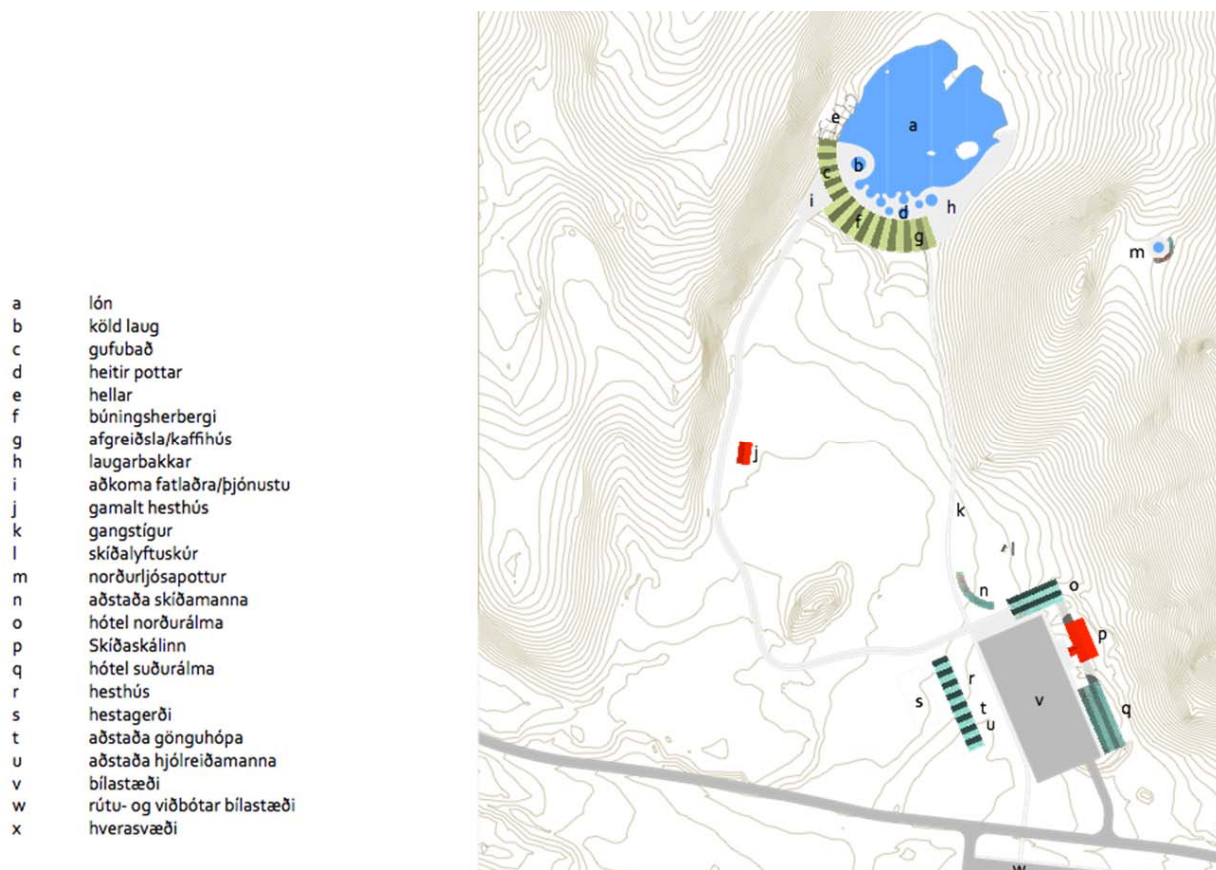 a lón
b köld laug
c gufubað
d heitir pottar
e hellar
f búningsherbergi
g afgreiðsla/kaffihús
h laugarbakkar
i aðkoma fatlaðra/þjónustu
j gamalt hesthús
k gangstígur
l skíðalyftuskúr
m norðurljósapottur
n aðstaða skíðamanna
o hótel norðurálma
p Skíðaskálinn
q hótel suðurálma
r hesthús
s hestagerði
t aðstaða gönguhópa
u aðstaða hjólreiðamanna
v bílastæði
w rútu- og viðbótar bílastæði
x hverasvæði
e
a
b
c
i
d
h
f
g
m
j
k
l
n
o
p
r
s
t
v
q
u
w